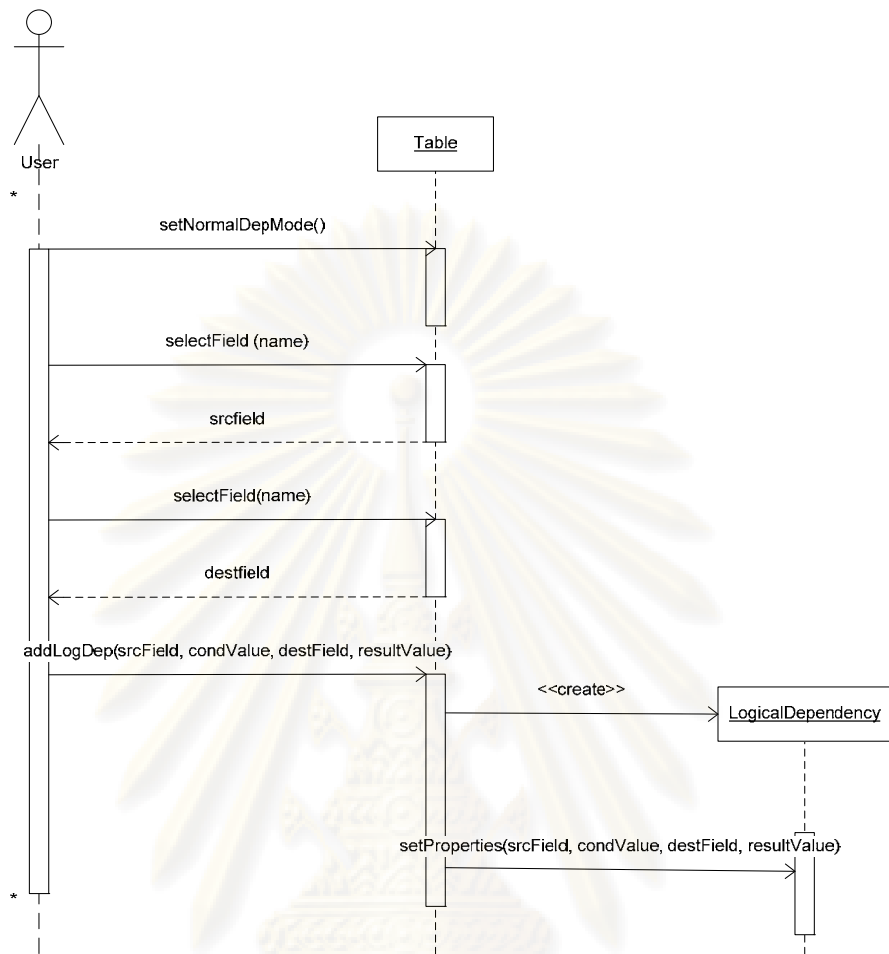 User
Table
*
setNormalDepMode()
selectField (name)
srcfield
selectField(name)
destfield
addLogDep(srcField, condValue, destField, resultValue)
<<create>>
LogicalDependency
setProperties(srcField, condValue, destField, resultValue)
*